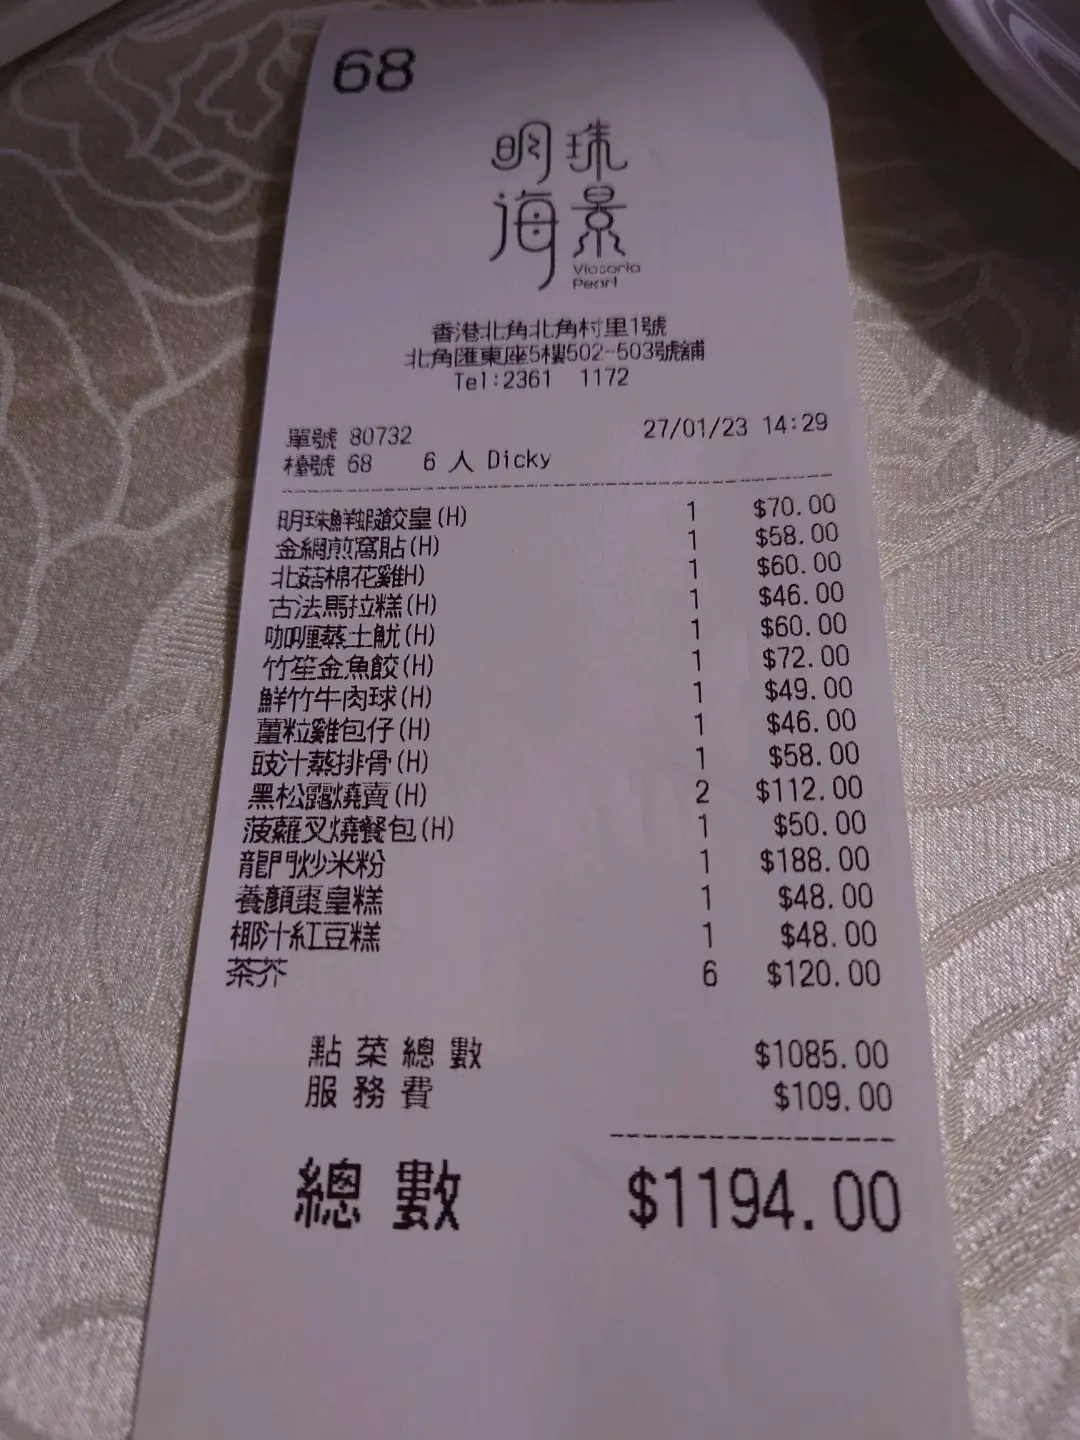 68
明珠
海景
Victoria
Pearl
香港北角北角村里1號
北角匯東座5樓502-503號舖
Tel:2361 1172
單號 80732 27/01/23 14:29
檯號 68 6 人 Dicky
明珠鮮蝦餃皇(H) 1 $70.00
金網煎窩貼(H) 1 $58.00
北菇棉花雞H) 1 $60.00
古法馬拉糕(H) 1 $46.00
咖喱蒸土魷(H) 1 $60.00
竹笙金魚餃(H) 1 $72.00
鮮竹牛肉球(H) 1 $49.00
薑粒雞包仔(H) 1 $46.00
豉汁蒸排骨(H) 1 $58.00
黑松露燒賣(H) 2 $112.00
菠蘿叉燒餐包(H) 1 $50.00
龍門炒米粉 1 $188.00
養顏棗皇糕 1 $48.00
椰汁紅豆糕 1 $48.00
茶芥 6 $120.00
點菜總數 $1085.00
服務費 $109.00
總數 $1194.00